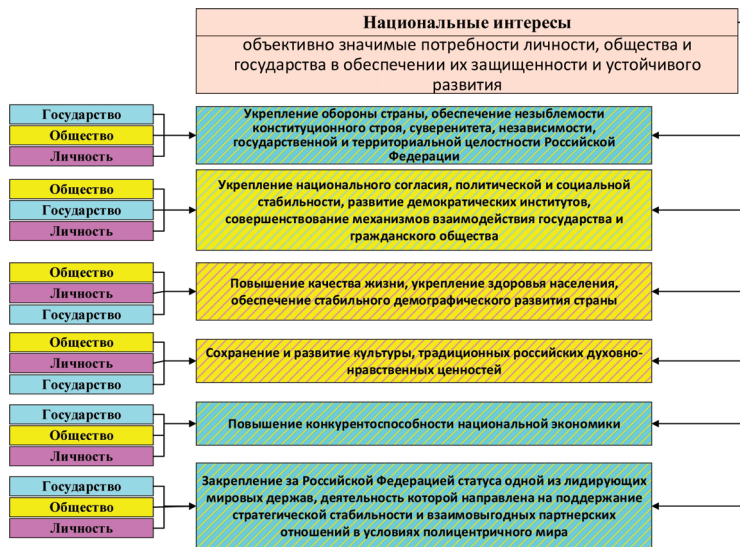 Национальные интересы
объективно значимые потребности личности, общества и
государства в обеспечении их защищенности и устойчивого
развития
Государство
Общество
Личность
Укрепление обороны страны, обеспечение незыблемости
конституционного строя, суверенитета, независимости,
государственной и территориальной целостности Российской
Федерации
Общество
Государство
Личность
Укрепление национального согласия, политической и социальной
стабильности, развитие демократических институтов,
совершенствование механизмов взаимодействия государства и
гражданского общества
Общество
Личность
Государство
Повышение качества жизни, укрепление здоровья населения,
обеспечение стабильного демографического развития страны
Общество
Личность
Государство
Сохранение и развитие культуры, традиционных российских духовно-
нравственных ценностей
Государство
Общество
Личность
Повышение конкурентоспособности национальной экономики
Государство
Общество
Личность
Закрепление за Российской Федерацией статуса одной из лидирующих
мировых держав, деятельность которой направлена на поддержание
стратегической стабильности и взаимовыгодных партнерских
отношений в условиях полицентричного мира